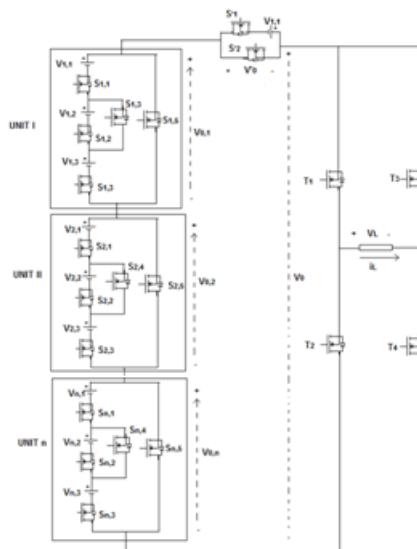 S'1
V1,1
S'2
V'0
V1,1
S1,1
V1,2
S1,3
S1,2
S1,5
V1,3
S1,3
UNIT I
V0,1
V2,1
S2,1
V2,2
S2,4
S2,2
S2,5
V2,3
S2,3
UNIT II
V0,2
Vn,1
Sn,1
Vn,2
Sn,4
Sn,2
Sn,5
Vn,3
Sn,3
UNIT n
V0,n
V0
T1
T3
+ VL -
iL
T2
T4